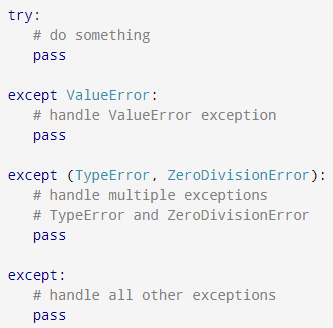 try:
    # do something
    pass

except ValueError:
    # handle ValueError exception
    pass

except (TypeError, ZeroDivisionError):
    # handle multiple exceptions
    # TypeError and ZeroDivisionError
    pass

except:
    # handle all other exceptions
    pass